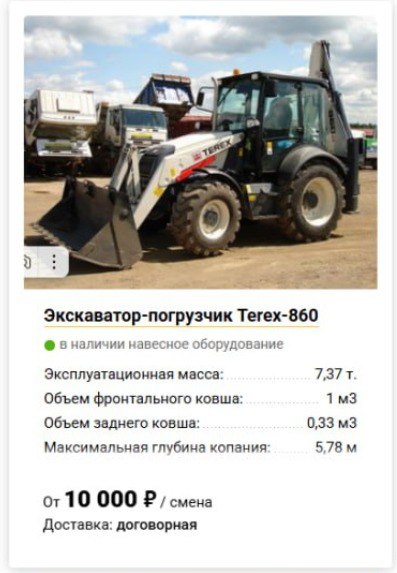 TEREX
Экскаватор-погрузчик Terex-860
в наличии навесное оборудование
Эксплуатационная масса: 7,37 т.
Объем фронтального ковша: 1 м3
Объем заднего ковша: 0,33 м3
Максимальная глубина копания: 5,78 м
От 10 000 ₽ / смена
Доставка: договорная